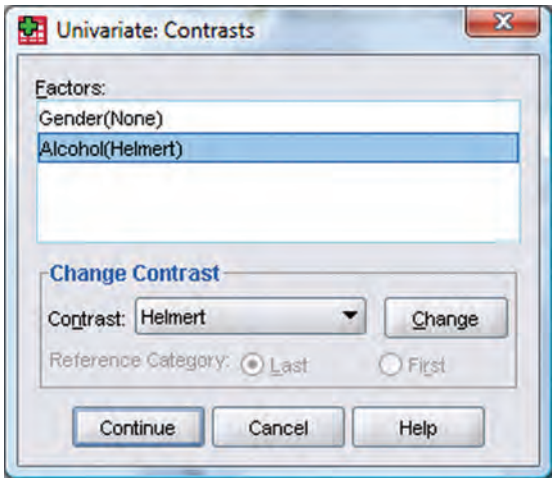 Univariate: Contrasts
Factors:
Gender(None)
Alcohol(Helmert)
Change Contrast
Contrast: Helmert Change
Reference Category: Last First
Continue Cancel Help